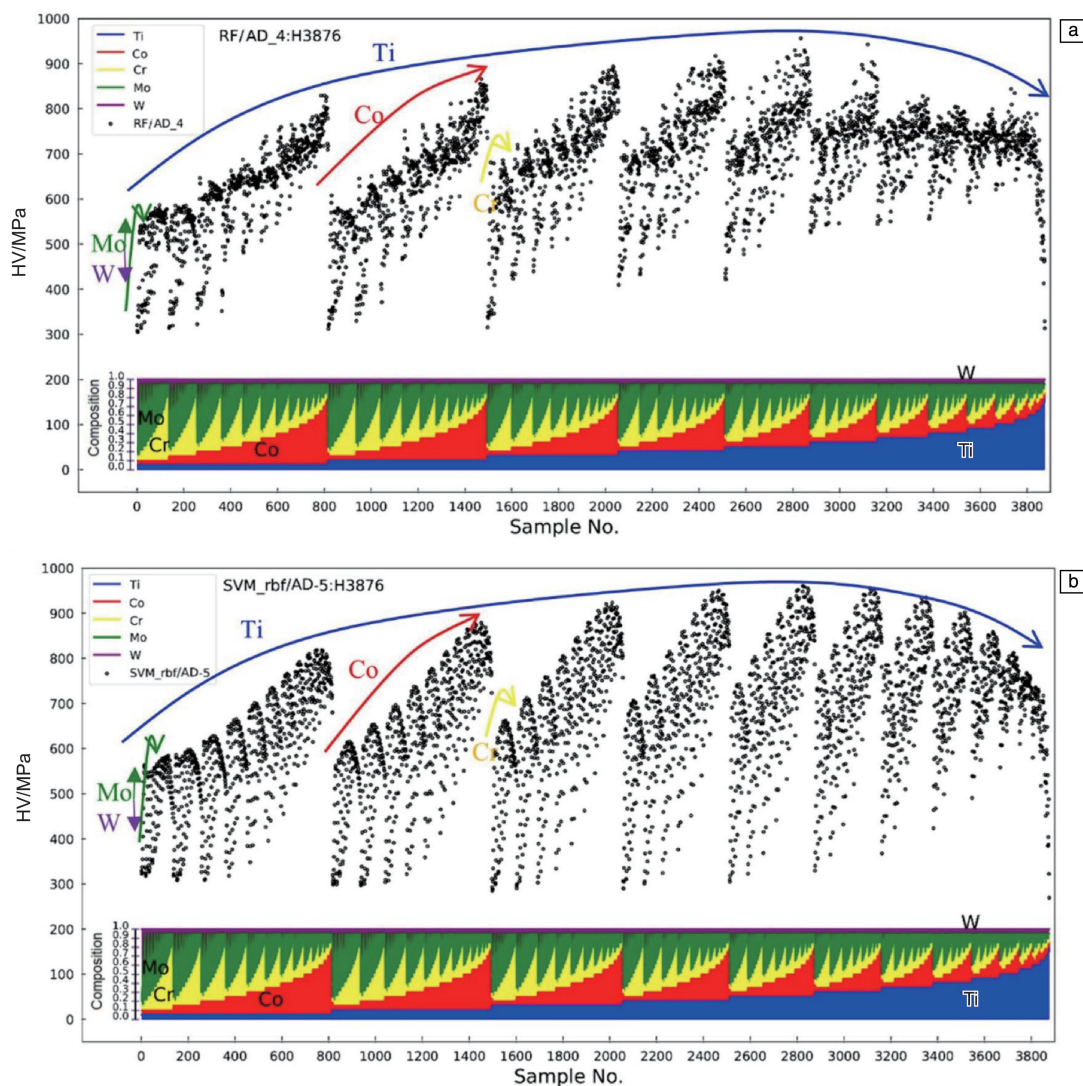 a
RF/AD_4:H3876
Ti
Co
Cr
Mo
W
RF/AD_4
Ti
Co
Cr
Mo
W
HV/MPa
1000
900
800
700
600
500
400
300
200
100
0
Composition
1.0
0.9
0.8
0.7
0.6
0.5
0.4
0.3
0.2
0.1
0.0
Mo
Cr
Co
W
Ti
0 200 400 600 800 1000 1200 1400 1600 1800 2000 2200 2400 2600 2800 3000 3200 3400 3600 3800
Sample No.
b
SVM_rbf/AD-5:H3876
Ti
Co
Cr
Mo
W
SVM_rbf/AD-5
Ti
Co
Cr
Mo
W
HV/MPa
1000
900
800
700
600
500
400
300
200
100
0
Composition
1.0
0.9
0.8
0.7
0.6
0.5
0.4
0.3
0.2
0.1
0.0
Mo
Cr
Co
W
Ti
0 200 400 600 800 1000 1200 1400 1600 1800 2000 2200 2400 2600 2800 3000 3200 3400 3600 3800
Sample No.